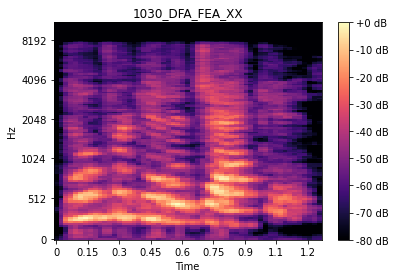 1030_DFA_FEA_XX
+0 dB
8192
-10 dB
4096
-20 dB
-30 dB
2048
Hz
-40 dB
1024
-50 dB
512
-60 dB
-70 dB
0
-80 dB
0 0.15 0.3 0.45 0.6 0.75 0.9 1.1 1.2
Time